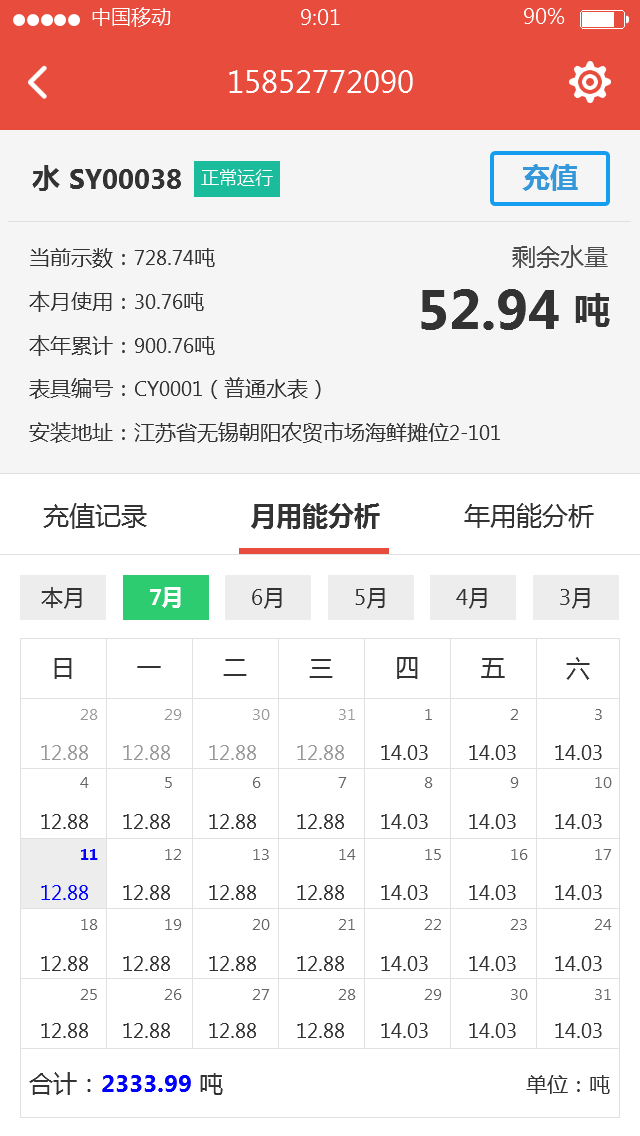 中国移动 9:01 90%
15852772090
水 SY00038 正常运行 充值
当前示数：728.74吨
剩余水量
本月使用：30.76吨
52.94 吨
本年累计：900.76吨
表具编号：CY0001（普通水表）
安装地址：江苏省无锡朝阳农贸市场海鲜摊位2-101
充值记录 月用能分析 年用能分析
本月 7月 6月 5月 4月 3月
日 一 二 三 四 五 六
28 29 30 31 1 2 3
12.88 12.88 12.88 12.88 14.03 14.03 14.03
4 5 6 7 8 9 10
12.88 12.88 12.88 12.88 14.03 14.03 14.03
11 12 13 14 15 16 17
12.88 12.88 12.88 12.88 14.03 14.03 14.03
18 19 20 21 22 23 24
12.88 12.88 12.88 12.88 14.03 14.03 14.03
25 26 27 28 29 30 31
12.88 12.88 12.88 12.88 14.03 14.03 14.03
合计：2333.99 吨 单位：吨